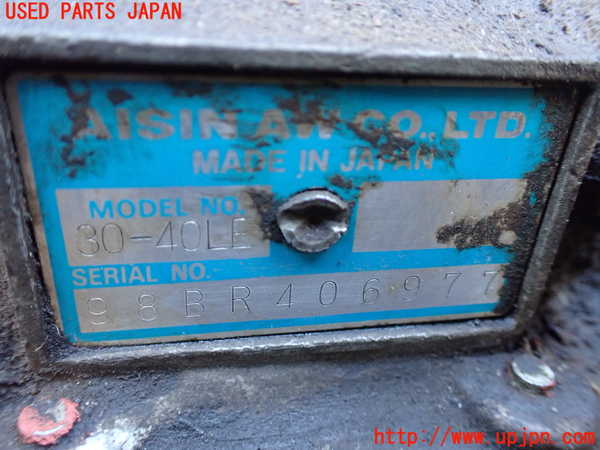 USED PARTS JAPAN
AISIN AW CO., LTD.
MADE IN JAPAN
MODEL NO.
30-40LE
SERIAL NO.
98BR406977
http://www.upjpn.com